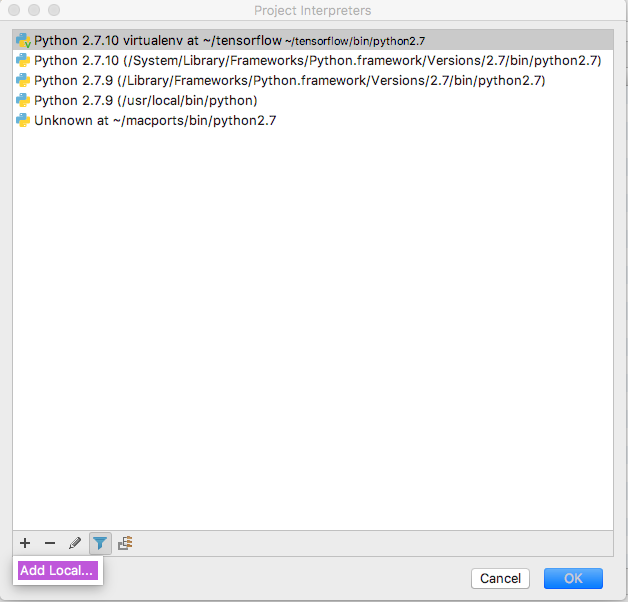 Project Interpreters
Python 2.7.10 virtualenv at ~/tensorflow ~/tensorflow/bin/python2.7
Python 2.7.10 (/System/Library/Frameworks/Python.framework/Versions/2.7/bin/python2.7)
Python 2.7.9 (/Library/Frameworks/Python.framework/Versions/2.7/bin/python2.7)
Python 2.7.9 (/usr/local/bin/python)
Unknown at ~/macports/bin/python2.7
Add Local...
Cancel
OK